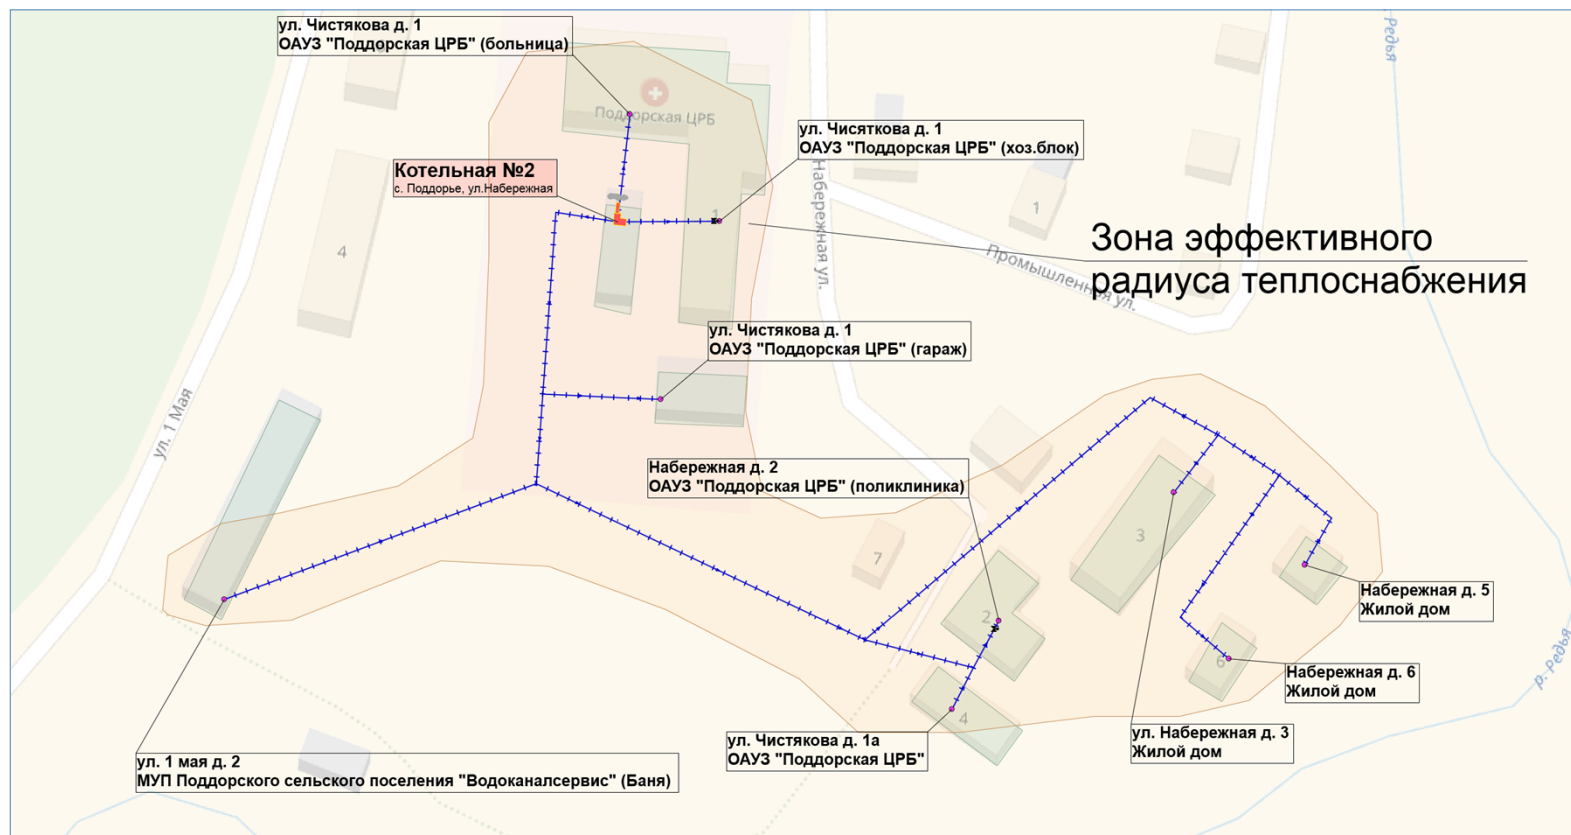 ул. Чистякова д. 1
ОАУЗ "Поддорская ЦРБ" (больница)
р. Редья
Поддорская ЦРБ
ул. Чисяткова д. 1
ОАУЗ "Поддорская ЦРБ" (хоз.блок)
Котельная №2
с. Поддорье, ул.Набережная
Набережная ул.
1
1
4
Зона эффективного
радиуса теплоснабжения
Промышленная ул.
ул. Чистякова д. 1
ОАУЗ "Поддорская ЦРБ" (гараж)
ул. 1 Мая
Набережная д. 2
ОАУЗ "Поддорская ЦРБ" (поликлиника)
3
7
2
Набережная д. 5
Жилой дом
6
р. Редья
Набережная д. 6
Жилой дом
4
ул. Набережная д. 3
Жилой дом
ул. Чистякова д. 1а
ОАУЗ "Поддорская ЦРБ"
ул. 1 мая д. 2
МУП Поддорского сельского поселения "Водоканалсервис" (Баня)